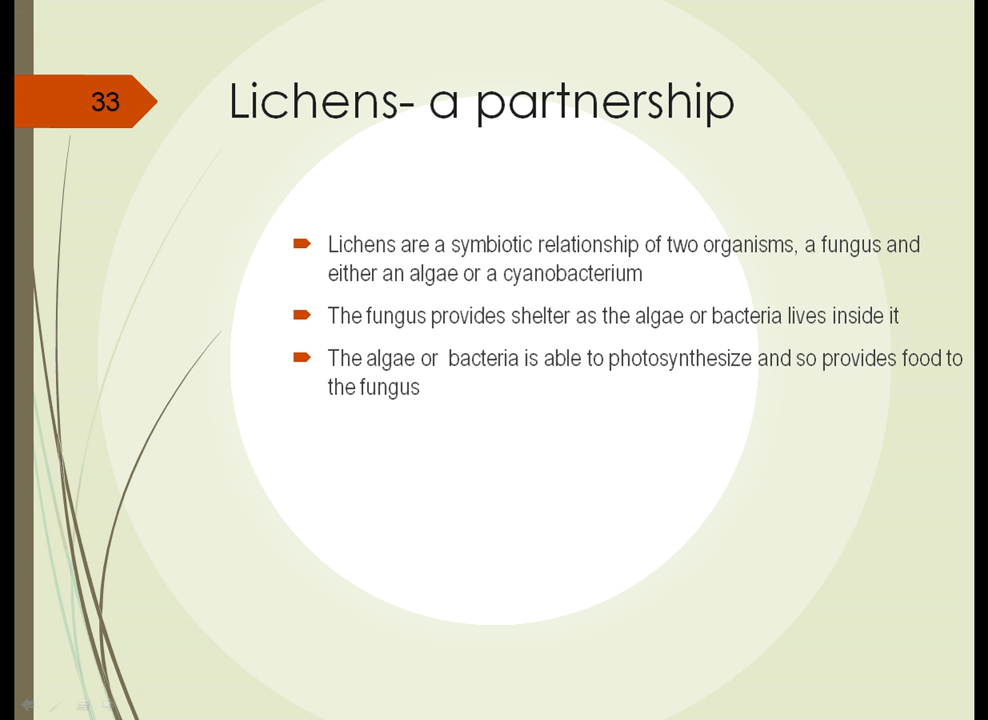 33
Lichens- a partnership
Lichens are a symbiotic relationship of two organisms, a fungus and
either an algae or a cyanobacterium
The fungus provides shelter as the algae or bacteria lives inside it
The algae or  bacteria is able to photosynthesize and so provides food to
the fungus